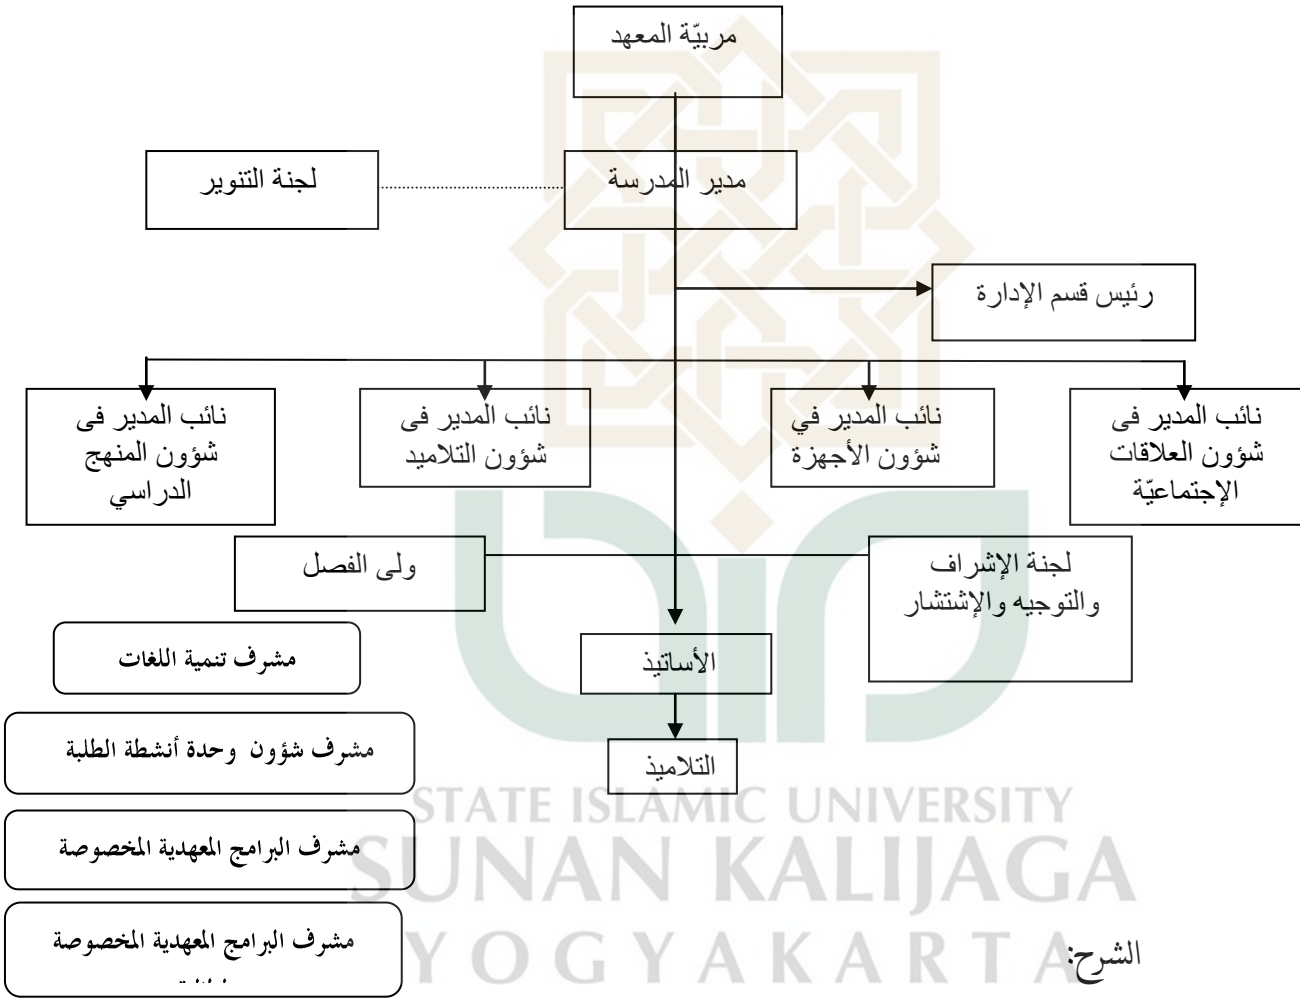 مربيّة المعهد
مدير المدرسة
لجنة التنوير
رئيس قسم الإدارة
نائب المدير فى
شؤون العلاقات
الإجتماعيّة
نائب المدير في
شؤون الأجهزة
نائب المدير فى
شؤون التلاميد
نائب المدير فى
شؤون المنهج
الدراسي
لجنة الإشراف
والتوجيه والإشتشار
ولى الفصل
الأساتيذ
التلاميذ
مشرف تنمية اللغات
مشرف شؤون وحدة أنشطة الطلبة
مشرف البرامج المعهدية المخصوصة
مشرف البرامج المعهدية المخصوصة
الشرح:
STATE ISLAMIC UNIVERSITY
SUNAN KALIJAGA
YOGYAKARTA